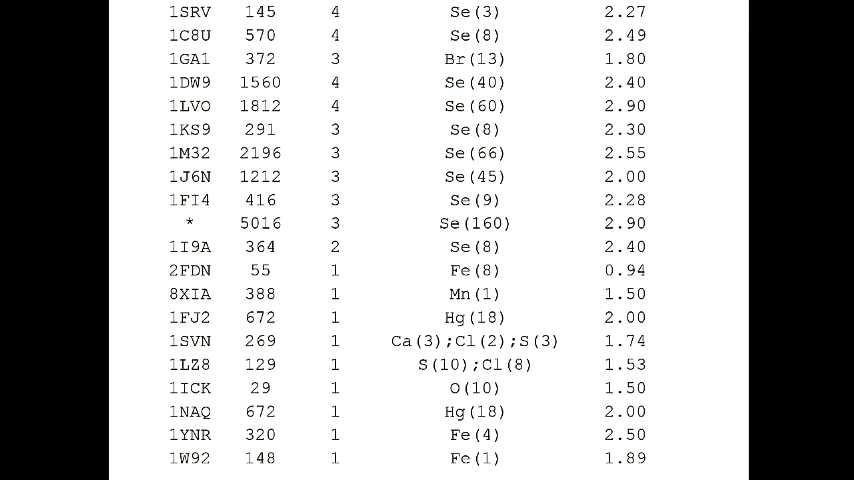 1SRV 145 4 Se(3) 2.27
1C8U 570 4 Se(8) 2.49
1GA1 372 3 Br(13) 1.80
1DW9 1560 4 Se(40) 2.40
1LVO 1812 4 Se(60) 2.90
1KS9 291 3 Se(8) 2.30
1M32 2196 3 Se(66) 2.55
1J6N 1212 3 Se(45) 2.00
1FI4 416 3 Se(9) 2.28
* 5016 3 Se(160) 2.90
1I9A 364 2 Se(8) 2.40
2FDN 55 1 Fe(8) 0.94
8XIA 388 1 Mn(1) 1.50
1FJ2 672 1 Hg(18) 2.00
1SVN 269 1 Ca(3);Cl(2);S(3) 1.74
1LZ8 129 1 S(10);Cl(8) 1.53
1ICK 29 1 O(10) 1.50
1NAQ 672 1 Hg(18) 2.00
1YNR 320 1 Fe(4) 2.50
1W92 148 1 Fe(1) 1.89